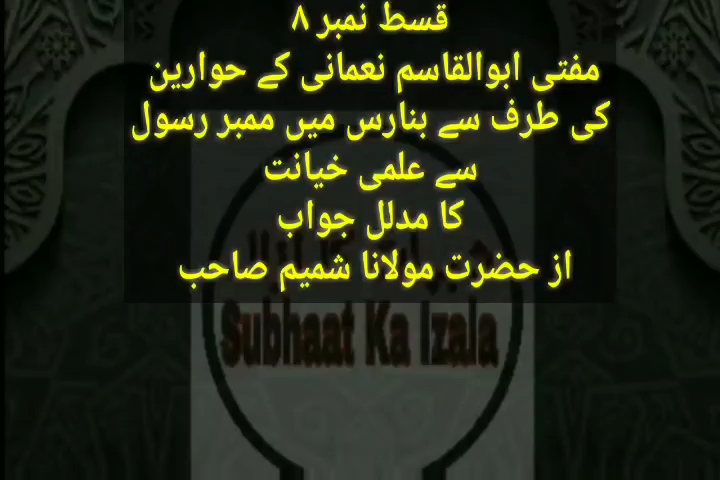 قسط نمبر ۸
مفتی ابوالقاسم نعمانی کے حوارین
کی طرف سے بنارس میں ممبر رسول
سے علمی خیانت
کا مدلل جواب
از حضرت مولانا شمیم صاحب
Subhaat Ka Izala